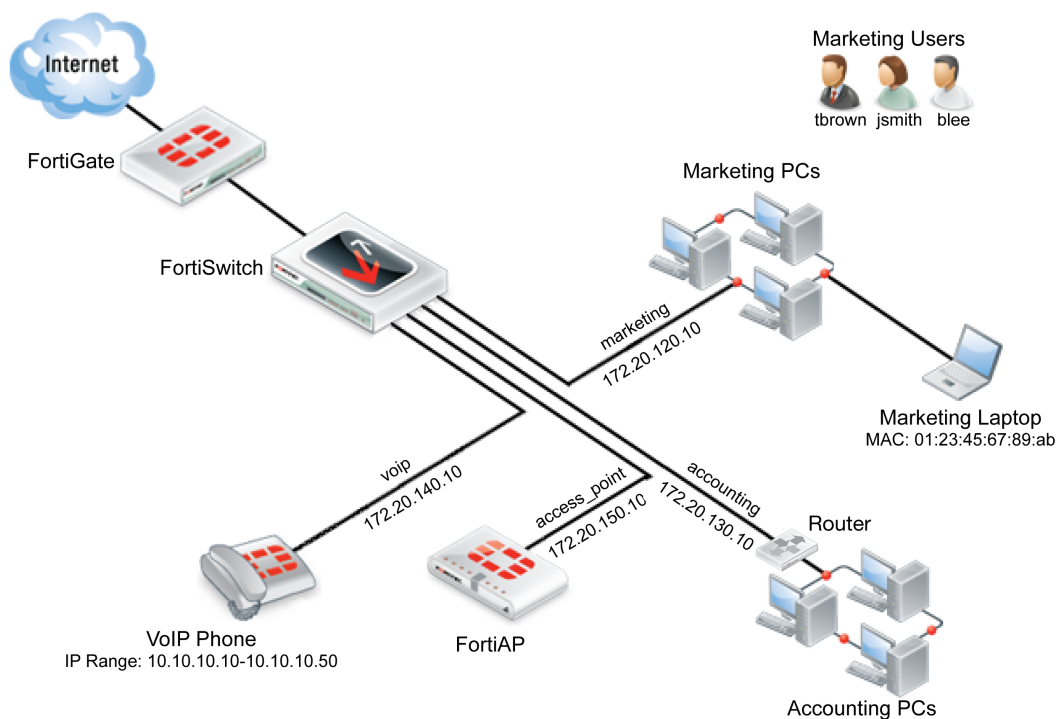 Internet
Marketing Users
tbrown jsmith blee
FortiGate
Marketing PCs
FortiSwitch
marketing
172.20.120.10
Marketing Laptop
MAC: 01:23:45:67:89:ab
voip
172.20.140.10
access_point
172.20.150.10
accounting
172.20.130.10
Router
VoIP Phone
IP Range: 10.10.10.10-10.10.10.50
FortiAP
Accounting PCs